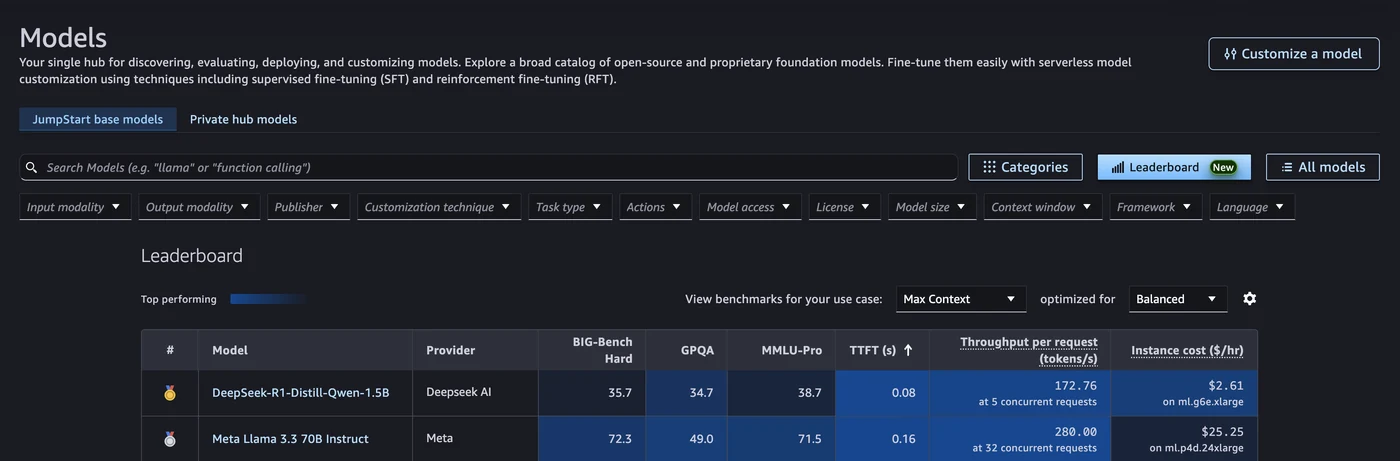 Models
Your single hub for discovering, evaluating, deploying, and customizing models. Explore a broad catalog of open-source and proprietary foundation models. Fine-tune them easily with serverless model
customization using techniques including supervised fine-tuning (SFT) and reinforcement fine-tuning (RFT).
Customize a model
JumpStart base models Private hub models
Search Models (e.g. "llama" or "function calling")
Categories
Leaderboard New
All models
Input modality Output modality Publisher Customization technique Task type Actions Model access License Model size Context window Framework Language
Leaderboard
Top performing
View benchmarks for your use case: Max Context optimized for Balanced
# Model Provider BIG-Bench Hard GPQA MMLU-Pro TTFT (s) ↑ Throughput per request (tokens/s) Instance cost ($/hr)
DeepSeek-R1-Distill-Qwen-1.5B Deepseek AI 35.7 34.7 38.7 0.08 172.76 $2.61
at 5 concurrent requests on ml.g6e.xlarge
Meta Llama 3.3 70B Instruct Meta 72.3 49.0 71.5 0.16 280.00 $25.25
at 32 concurrent requests on ml.p4d.24xlarge